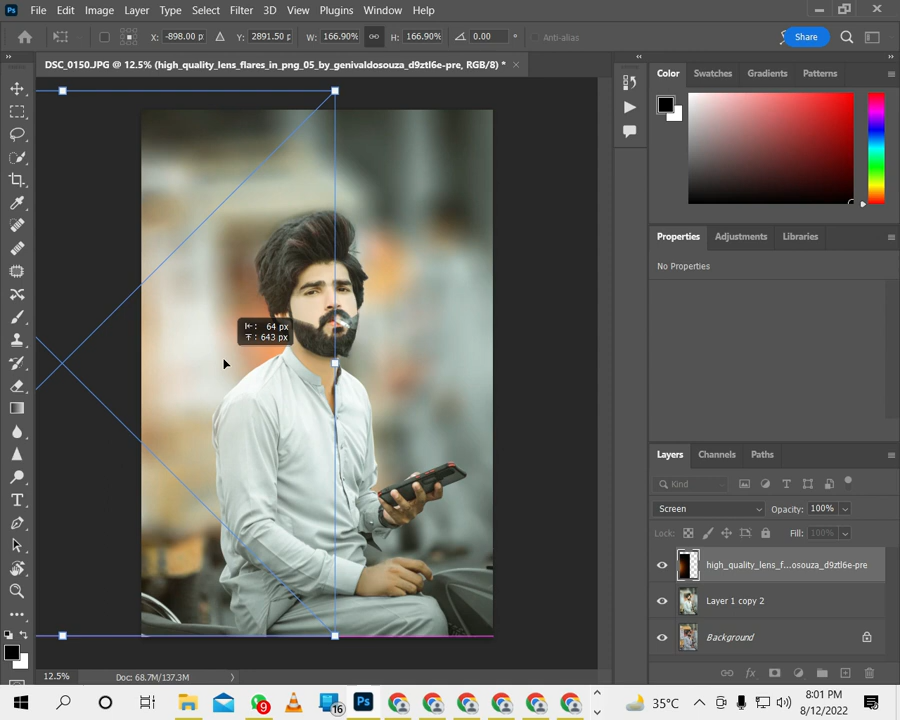 Ps File Edit Image Layer Type Select Filter 3D View Plugins Window Help
X: -898.00 p Y: 2891.50 p W: 166.90% H: 166.90% 0.00 ° Anti-alias Share
DSC_0150.JPG @ 12.5% (high_quality_lens_flares_in_png_05_by_genivaldosouza_d9ztl6e-pre, RGB/8) * ×
Color Swatches Gradients Patterns
Properties Adjustments Libraries
No Properties
: 64 px
: 643 px
Layers Channels Paths
Kind
Screen Opacity: 100%
Lock: Fill: 100%
high_quality_lens_f...osouza_d9ztl6e-pre
Layer 1 copy 2
Background
fx
12.5% Doc: 68.7M/137.3M
9 16 Ps 35°C 8:01 PM
8/12/2022